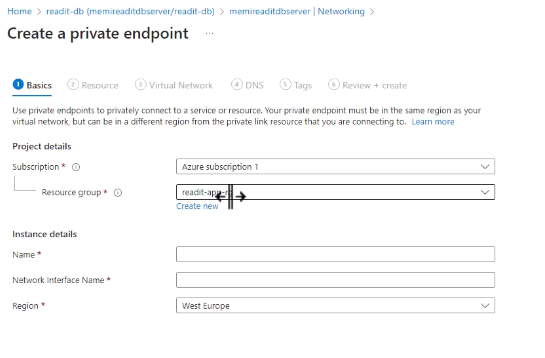 Home > readit-db (memireaditdbserver/readit-db) > memireaditdbserver | Networking >
Create a private endpoint ...
1 Basics 2 Resource 3 Virtual Network 4 DNS 5 Tags 6 Review + create
Use private endpoints to privately connect to a service or resource. Your private endpoint must be in the same region as your
virtual network, but can be in a different region from the private link resource that you are connecting to. Learn more
Project details
Subscription *
Azure subscription 1
Resource group *
Create new
Instance details
Name *
Network Interface Name *
Region *
West Europe